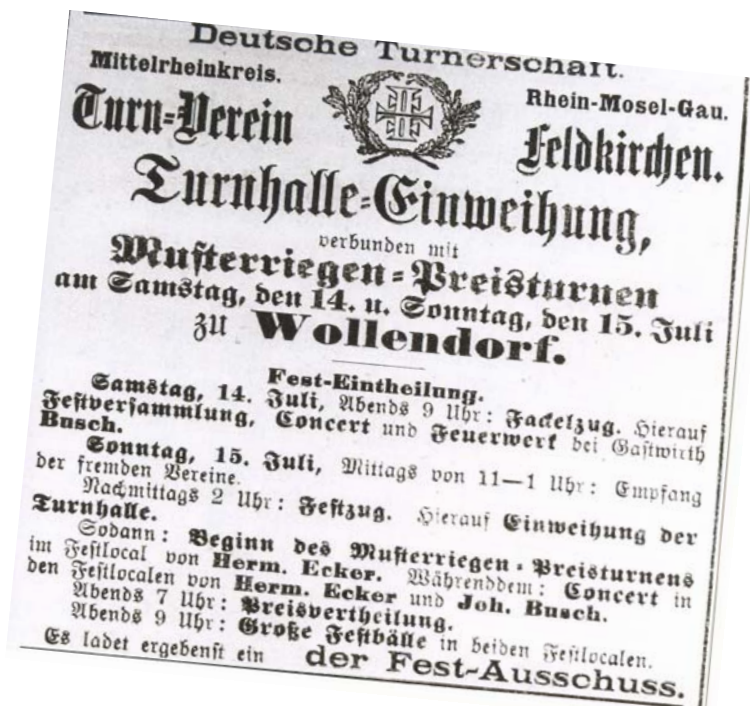 Deutsche Turnerschaft.
Mittelrheinkreis.
Rhein-Mosel-Gau.
Turn-Verein
Feldkirchen.
Turnhalle-Einweihung,
verbunden mit
Musterriegen-Preisturnen
am Samstag, den 14. u. Sonntag, den 15. Juli
zu Wollendorf.
Fest-Eintheilung.
Samstag, 14. Juli, Abends 9 Uhr: Fackelzug. Hierauf
Festversammlung, Concert und Feuerwerk bei Gastwirth
Busch.
Sonntag, 15. Juli, Mittags von 11—1 Uhr: Empfang
der fremden Vereine.
Nachmittags 2 Uhr: Festzug. Hierauf Einweihung der
Turnhalle.
Sodann: Beginn des Musterriegen-Preisturnens
im Festlocal von Herm. Ecker. Währenddem: Concert in
den Festlocalen von Herm. Ecker und Joh. Busch.
Abends 7 Uhr: Preisvertheilung.
Abends 9 Uhr: Große Festbälle in beiden Festlocalen.
Es ladet ergebenst ein der Fest-Ausschuss.